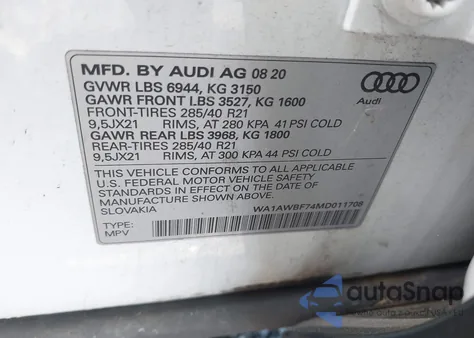 MFD. BY AUDI AG 08 20
GVWR LBS 6944, KG 3150
GAWR FRONT LBS 3527, KG 1600
FRONT-TIRES 285/40 R21
9,5JX21 RIMS, AT 280 KPA 41 PSI COLD
GAWR REAR LBS 3968, KG 1800
REAR-TIRES 285/40 R21
9,5JX21 RIMS, AT 300 KPA 44 PSI COLD
THIS VEHICLE CONFORMS TO ALL APPLICABLE
U.S. FEDERAL MOTOR VEHICLE SAFETY
STANDARDS IN EFFECT ON THE DATE OF
MANUFACTURE SHOWN ABOVE.
SLOVAKIA WA1AWBF74MD011708
TYPE:
MPV
Audi
autoSnap